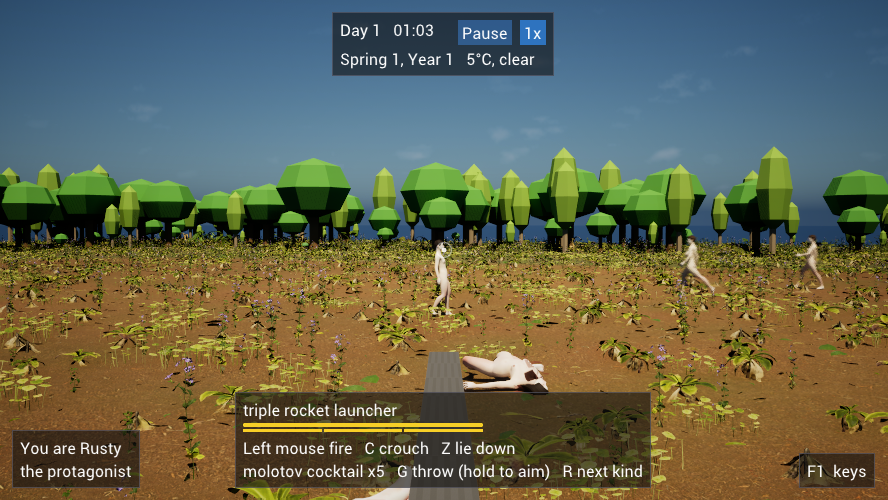 Day 1 01:03 Pause 1x
Spring 1, Year 1 5°C, clear
triple rocket launcher
Left mouse fire C crouch Z lie down
molotov cocktail x5 G throw (hold to aim) R next kind
You are Rusty
the protagonist
F1 keys